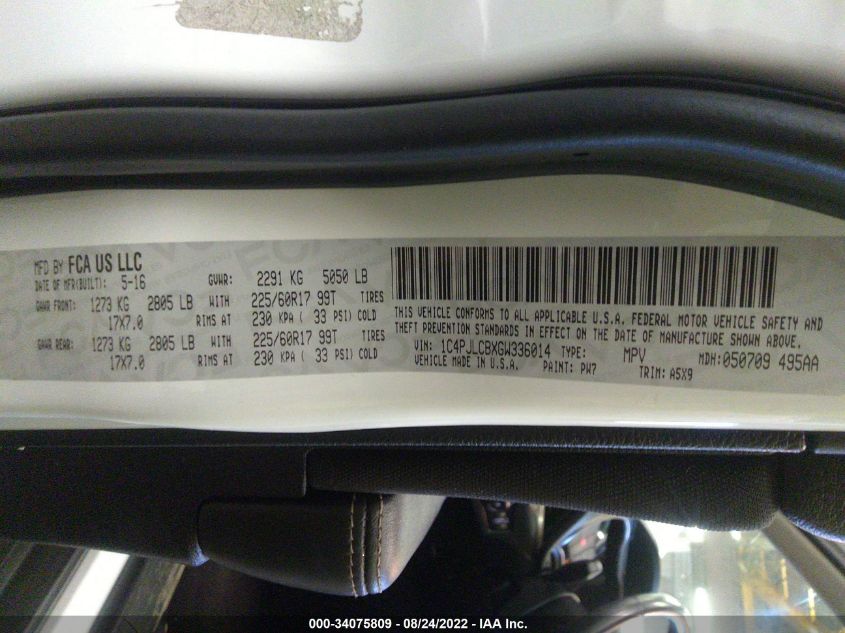 MFD BY FCA US LLC
DATE OF MFR(BUILT): 5-16 GVWR: 2291 KG 5050 LB
GAWR FRONT: 1273 KG 2805 LB WITH 225/60R17 99T TIRES
17X7.0 RIMS AT 230 KPA ( 33 PSI) COLD
GAWR REAR: 1273 KG 2805 LB WITH 225/60R17 99T TIRES
17X7.0 RIMS AT 230 KPA ( 33 PSI) COLD
THIS VEHICLE CONFORMS TO ALL APPLICABLE U.S.A. FEDERAL MOTOR VEHICLE SAFETY AND
THEFT PREVENTION STANDARDS IN EFFECT ON THE DATE OF MANUFACTURE SHOWN ABOVE.
VIN: 1C4PJLCBXGW336014 TYPE: MPV MDH: 050709 495AA
VEHICLE MADE IN U.S.A. PAINT: PW7 TRIM: A5X9
000-34075809 - 08/24/2022 - IAA Inc.